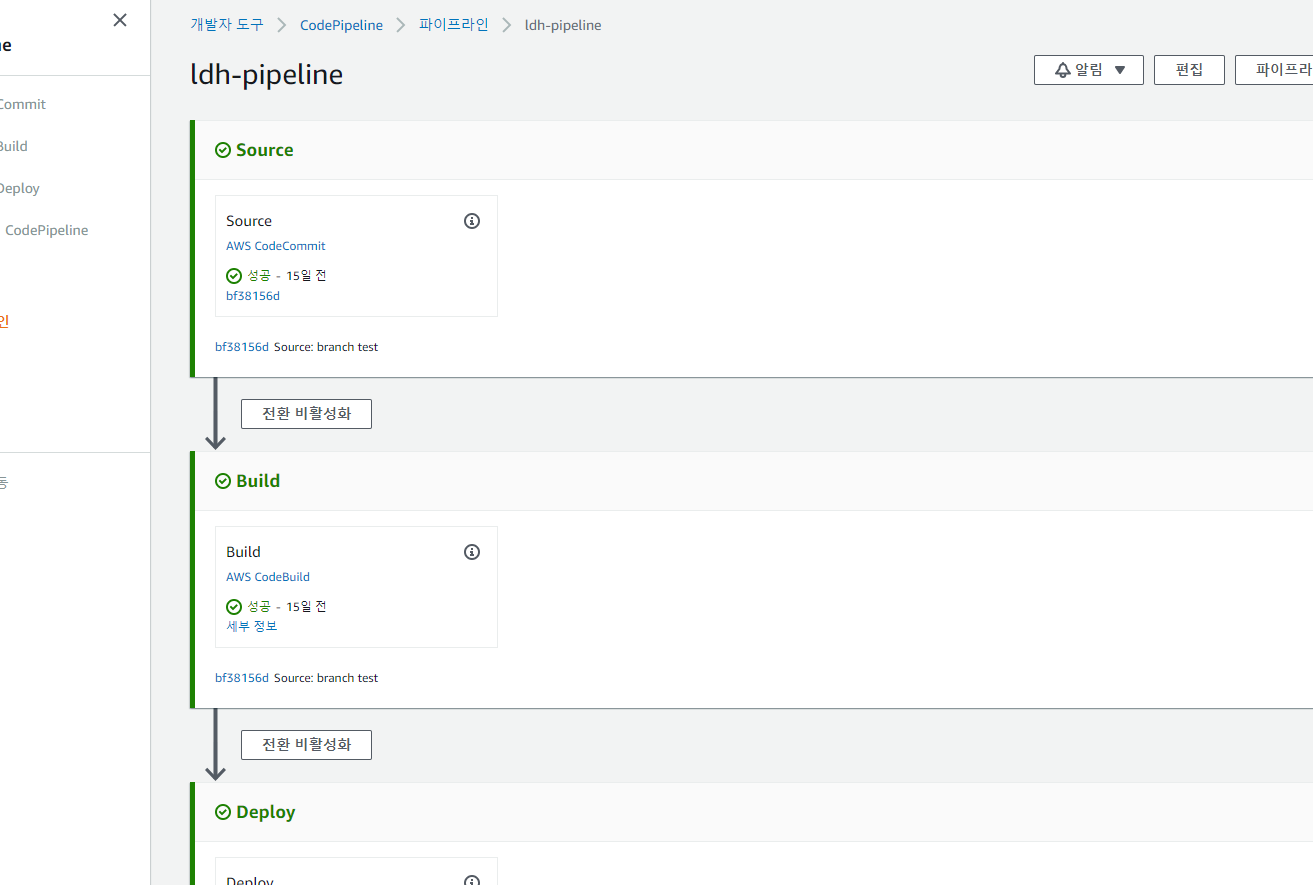 개발자 도구 CodePipeline 파이프라인 ldh-pipeline
ldh-pipeline
알림 편집 파이프라
Commit
Build
Deploy
CodePipeline
인
동
Source
Source
AWS CodeCommit
성공 - 15일 전
bf38156d
bf38156d Source: branch test
전환 비활성화
Build
Build
AWS CodeBuild
성공 - 15일 전
세부 정보
bf38156d Source: branch test
전환 비활성화
Deploy
Deploy